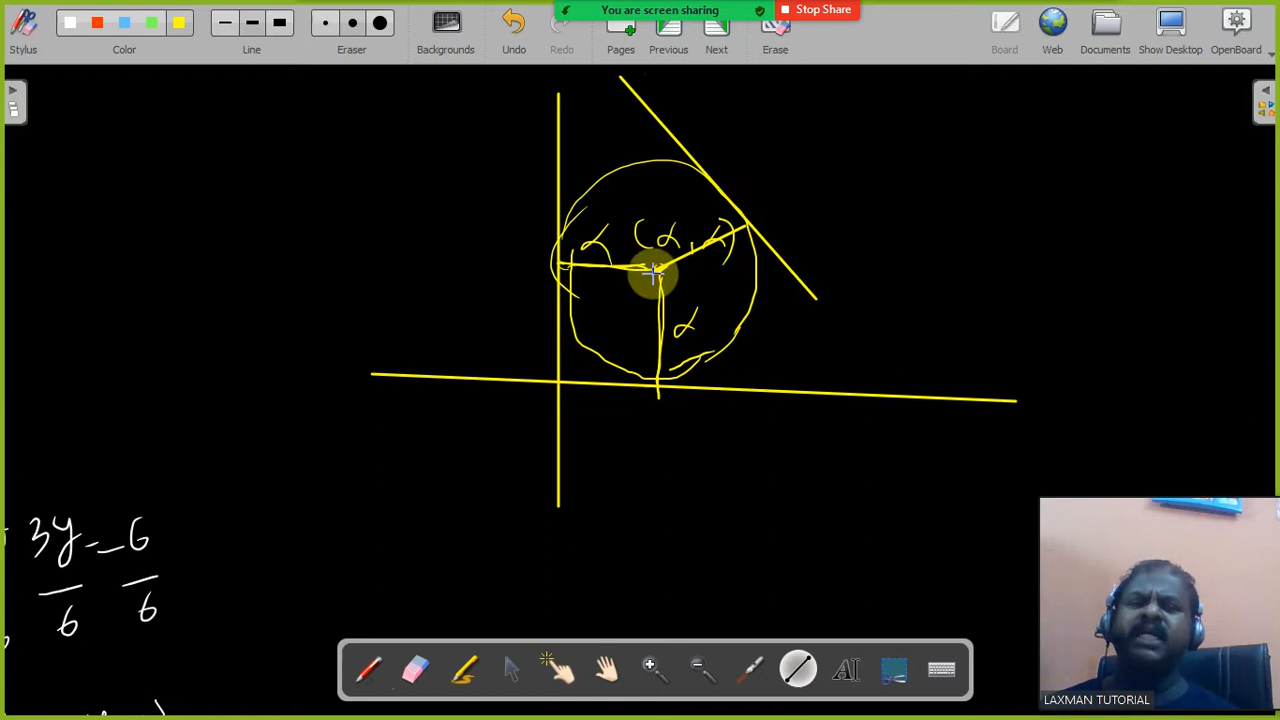 You are screen sharing
Stop Share
Stylus
Color
Line
Eraser
Backgrounds
Undo
Redo
Pages
Previous
Next
Erase
Board
Web
Documents
Show Desktop
OpenBoard
α
(α, α)
α
3y = 6
6
6
AI
LAXMAN TUTORIAL